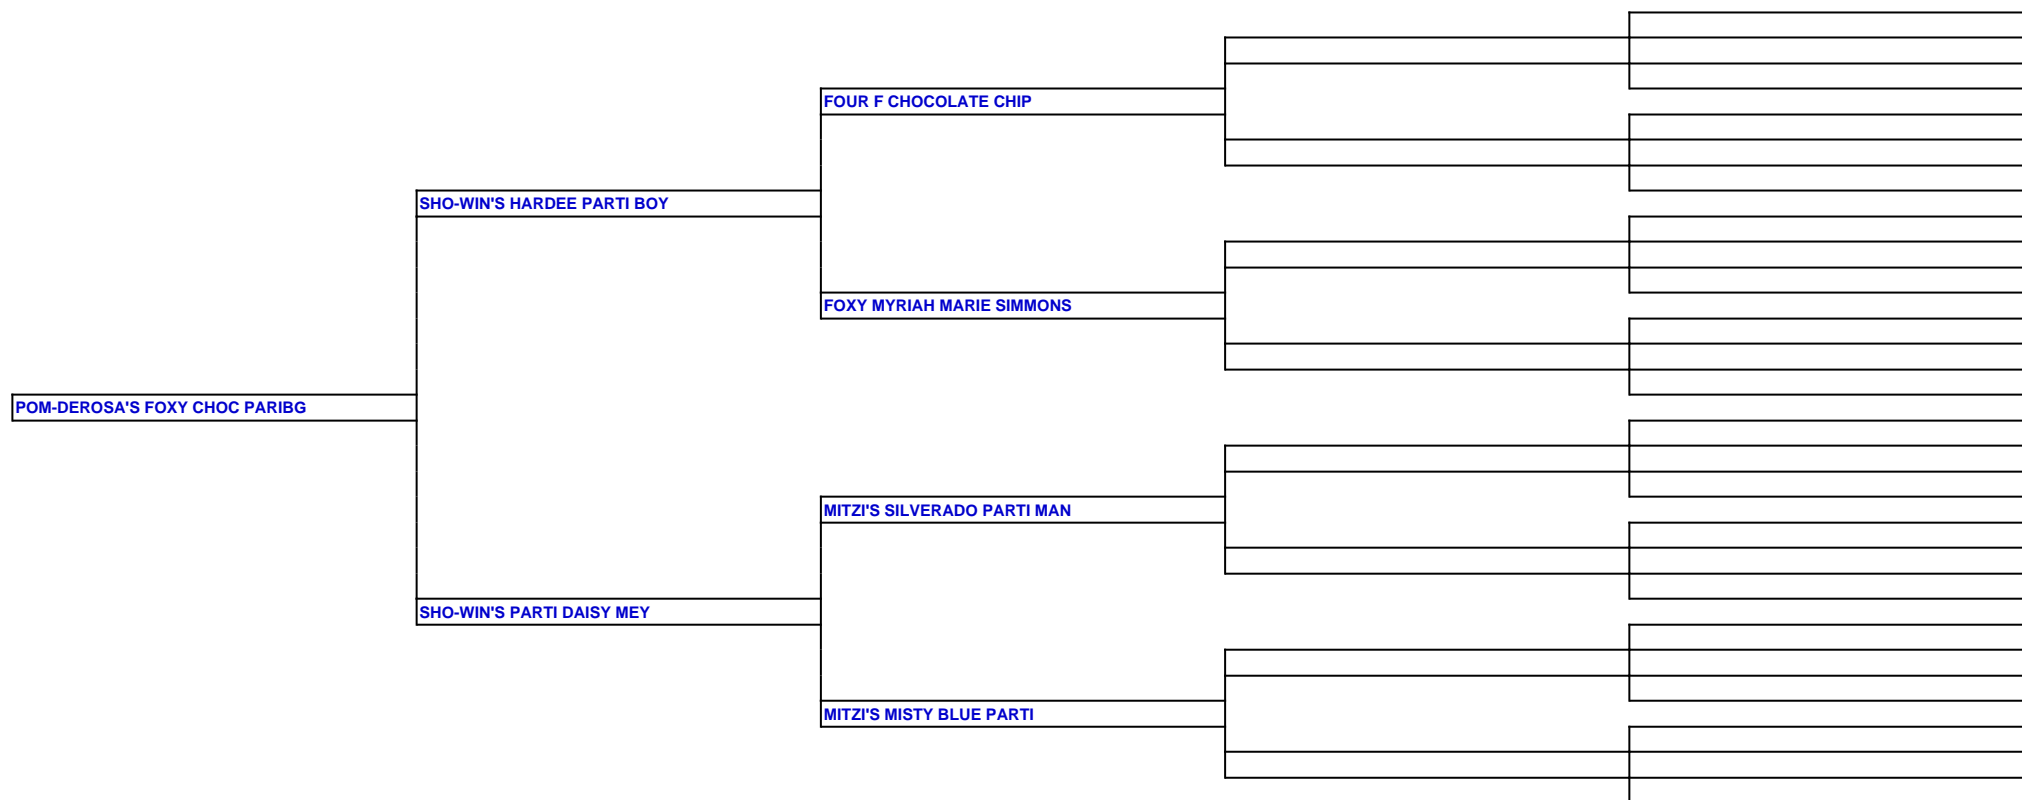 FOUR F CHOCOLATE CHIP
SHO-WIN'S HARDEE PARTI BOY
FOXY MYRIAH MARIE SIMMONS
POM-DEROSA'S FOXY CHOC PARIBG
MITZI'S SILVERADO PARTI MAN
SHO-WIN'S PARTI DAISY MEY
MITZI'S MISTY BLUE PARTI